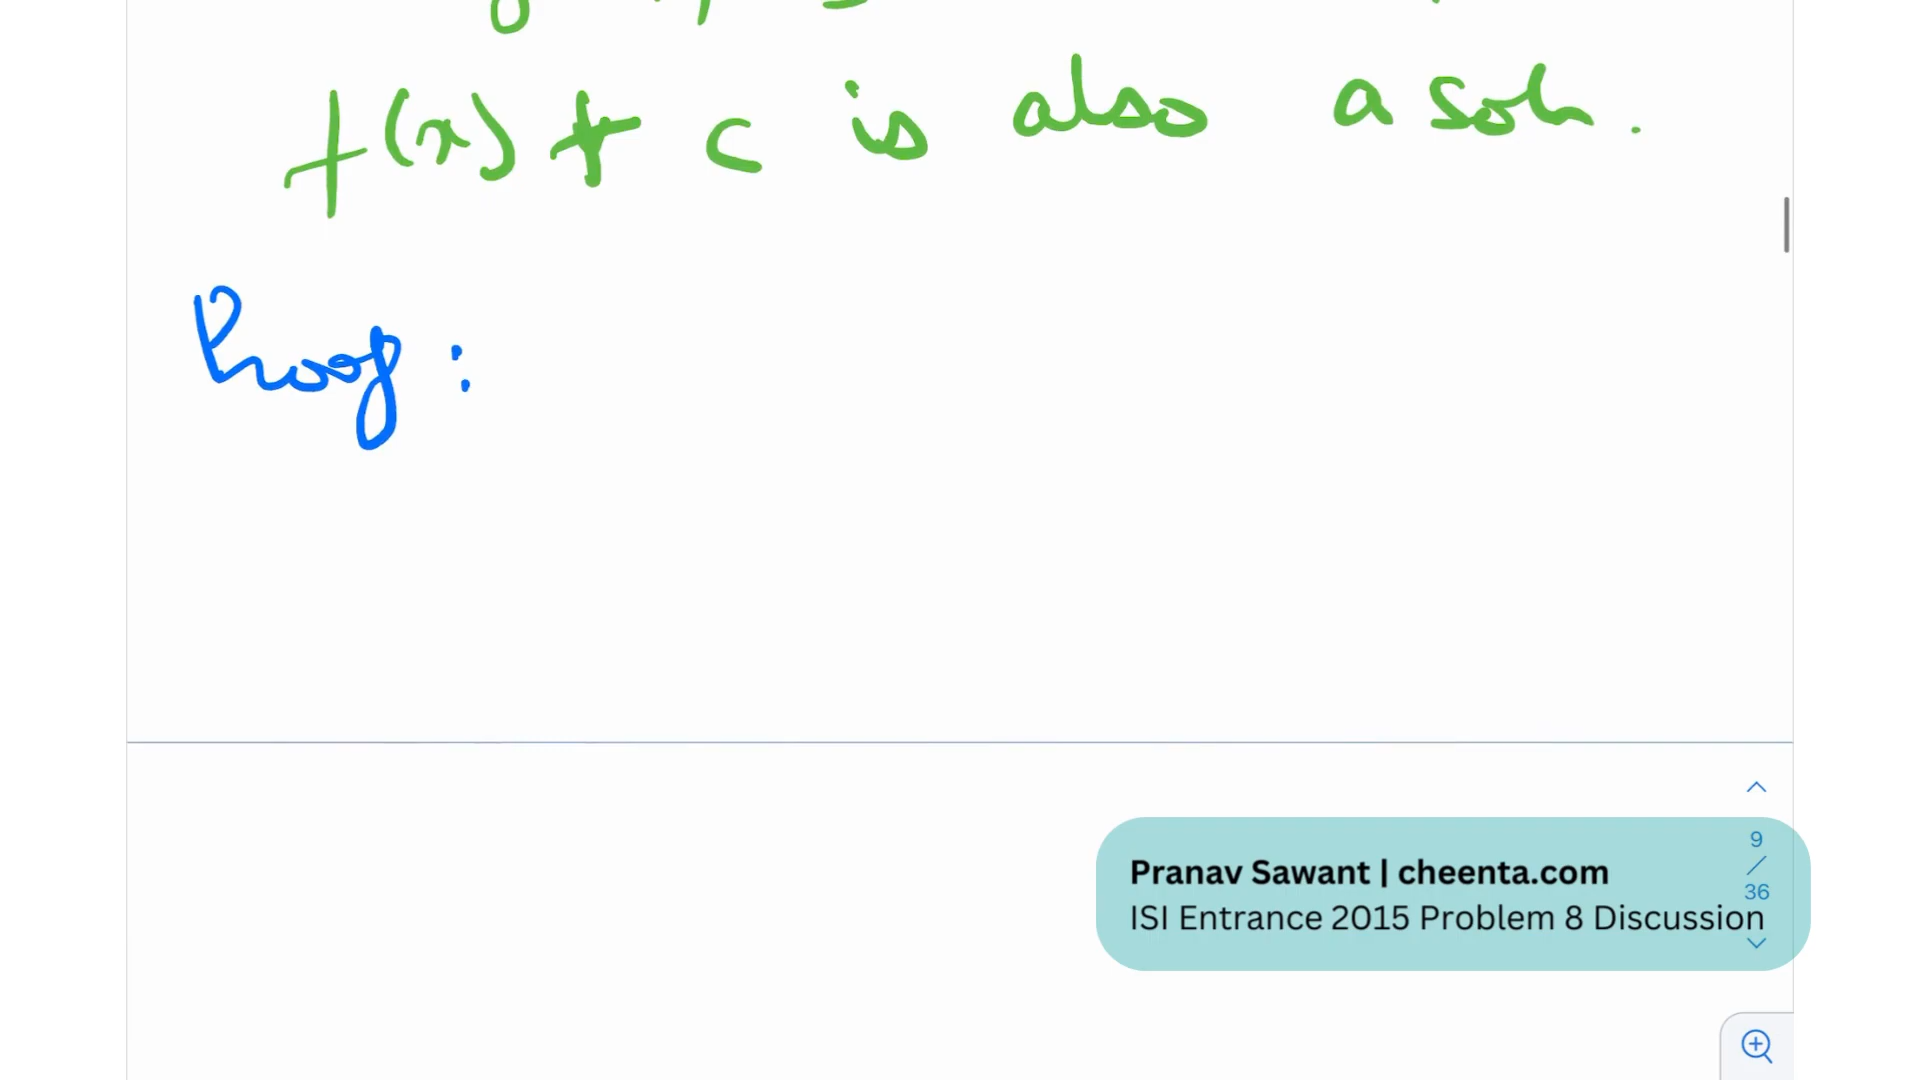 f(x) + c is also a soln.
Proof :
9
/
36
Pranav Sawant | cheenta.com
ISI Entrance 2015 Problem 8 Discussion